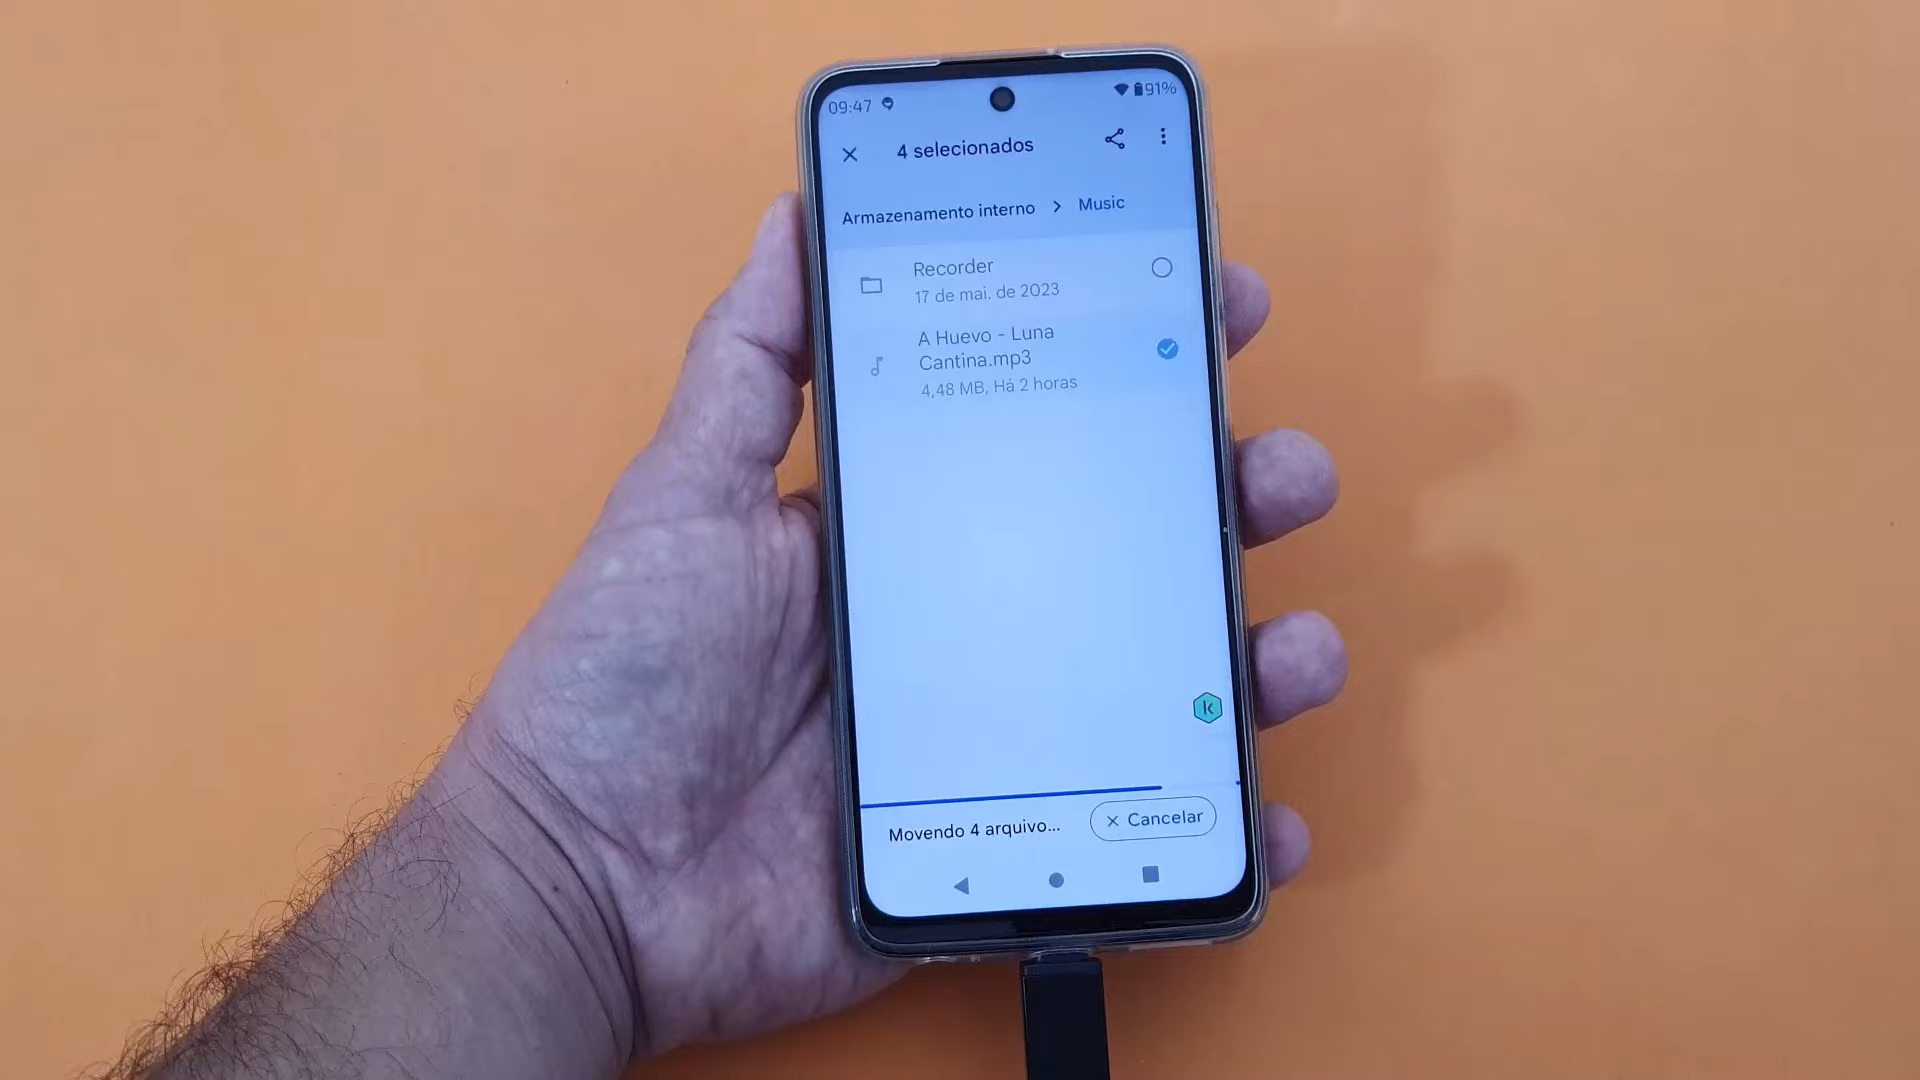 09:47
91%
4 selecionados
Armazenamento interno > Music
Recorder
17 de mai. de 2023
A Huevo - Luna
Cantina.mp3
4,48 MB, Há 2 horas
k
Movendo 4 arquivo...
Cancelar